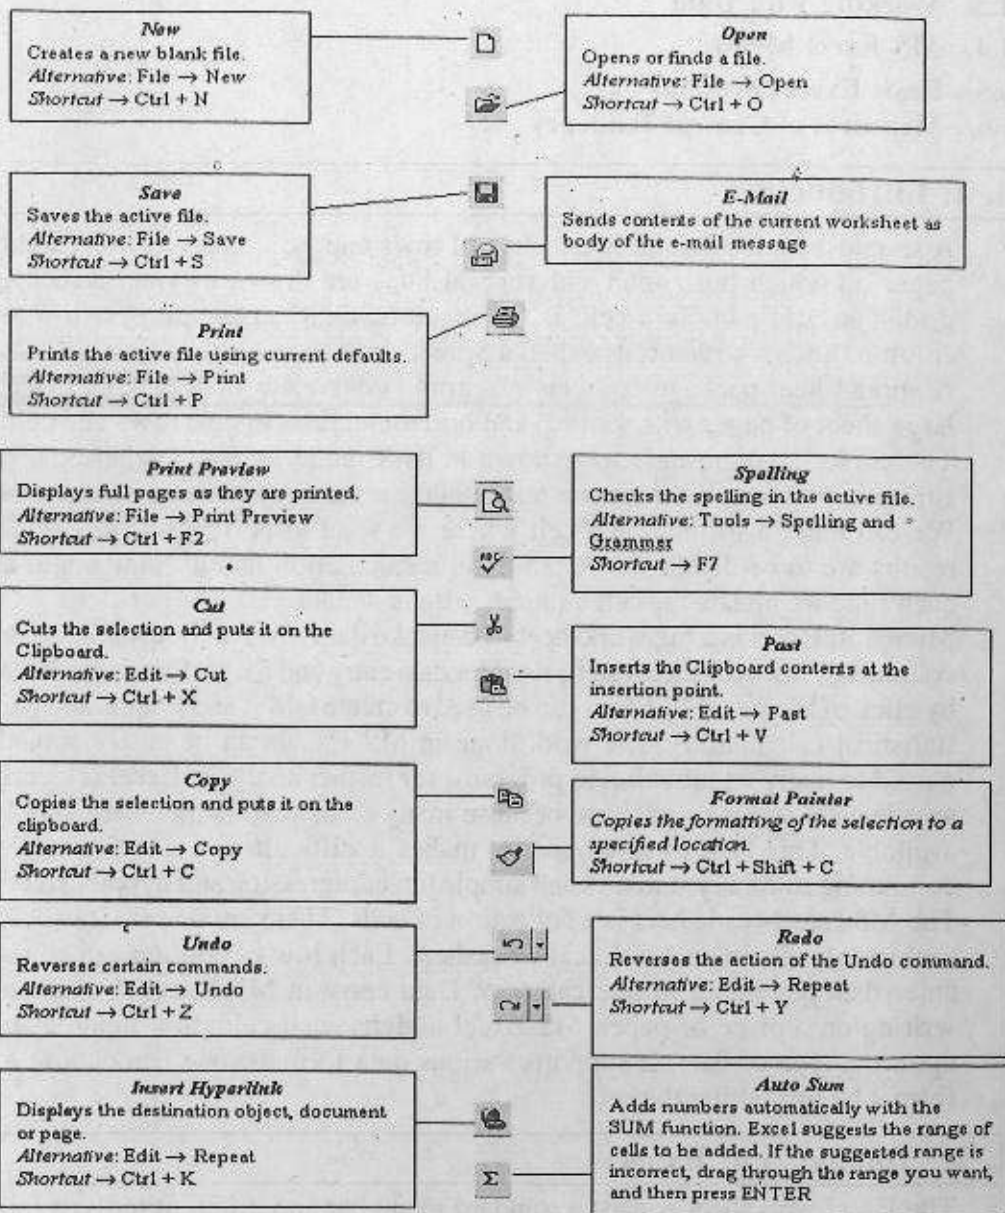 New
Creates a new blank file.
Alternative: File → New
Shortcut → Ctrl + N
Open
Opens or finds a file.
Alternative: File → Open
Shortcut → Ctrl + O
Save
Saves the active file.
Alternative: File → Save
Shortcut → Ctrl + S
E-Mail
Sends contents of the current worksheet as
body of the e-mail message
Print
Prints the active file using current defaults.
Alternative: File → Print
Shortcut → Ctrl + P
Print Preview
Displays full pages as they are printed.
Alternative: File → Print Preview
Shortcut → Ctrl + F2
Spelling
Checks the spelling in the active file.
Alternative: Tools → Spelling and
Grammer
Shortcut → F7
ABC
Cut
Cuts the selection and puts it on the
Clipboard.
Alternative: Edit → Cut
Shortcut → Ctrl + X
Past
Inserts the Clipboard contents at the
insertion point.
Alternative: Edit → Past
Shortcut → Ctrl + V
Copy
Copies the selection and puts it on the
clipboard.
Alternative: Edit → Copy
Shortcut → Ctrl + C
Format Painter
Copies the formatting of the selection to a
specified location.
Shortcut → Ctrl + Shift + C
Undo
Reverses certain commands.
Alternative: Edit → Undo
Shortcut → Ctrl + Z
Redo
Reverses the action of the Undo command.
Alternative: Edit → Repeat
Shortcut → Ctrl + Y
Insert Hyperlink
Displays the destination object, document
or page.
Alternative: Edit → Repeat
Shortcut → Ctrl + K
Auto Sum
Adds numbers automatically with the
SUM function. Excel suggests the range of
cells to be added. If the suggested range is
incorrect, drag through the range you want,
and then press ENTER
Σ